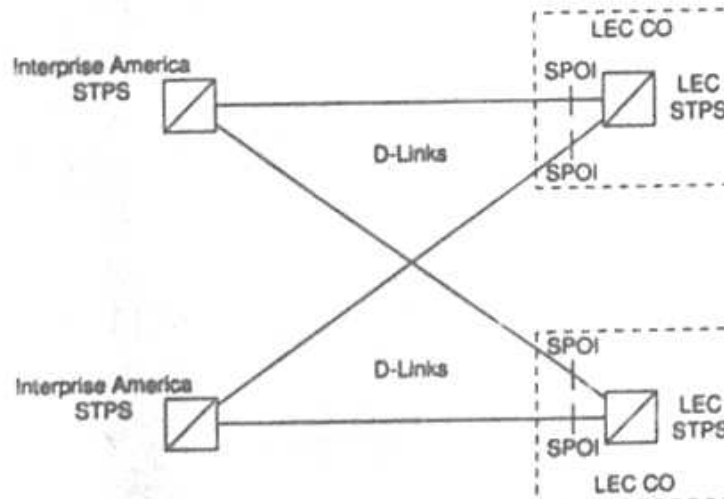 LEC CO
Interprise America
STPS
SPOI
LEC
STPS
D-Links
SPOI
SPOI
D-Links
Interprise America
STPS
LEC
STPS
SPOI
LEC CO